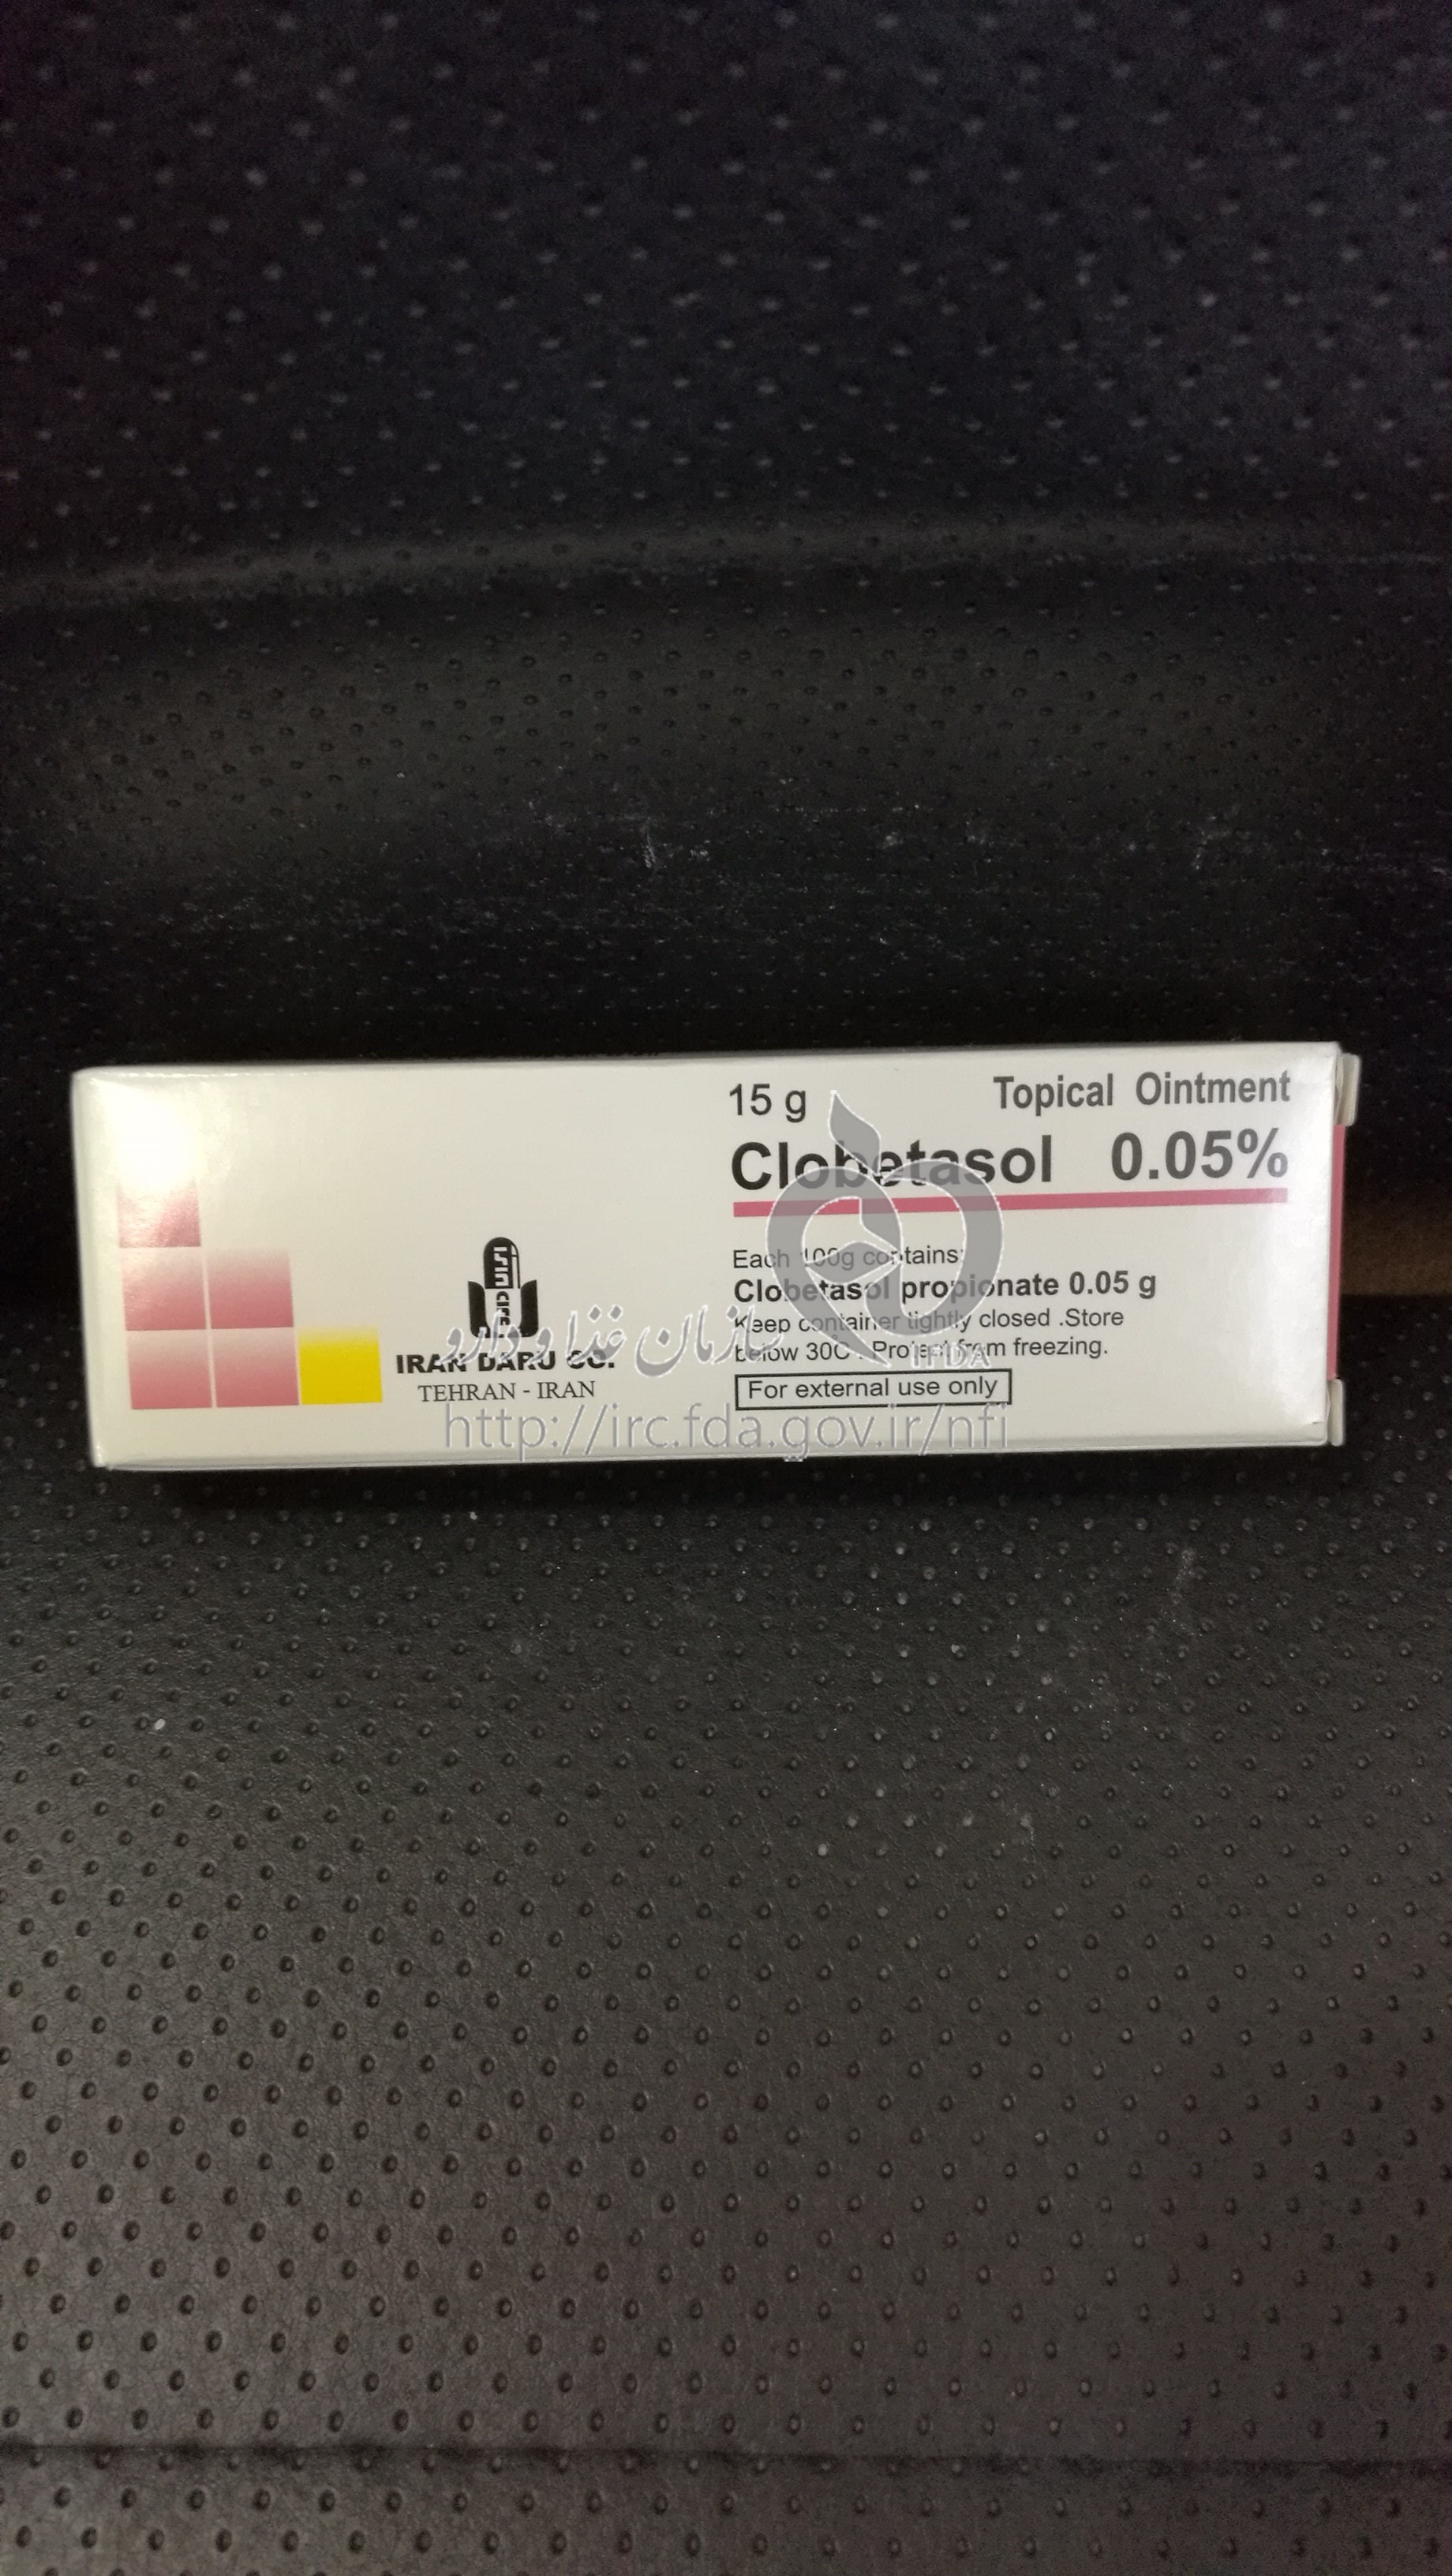 15 g Topical Ointment
Clobetasol 0.05%
Each 100g contains:
Clobetasol propionate 0.05 g
Keep container tightly closed .Store
below 30C . Protect from freezing.
For external use only
IRAN DARU CO.
TEHRAN - IRAN
سازمان غذا و دارو
IFDA
http://irc.fda.gov.ir/nfi